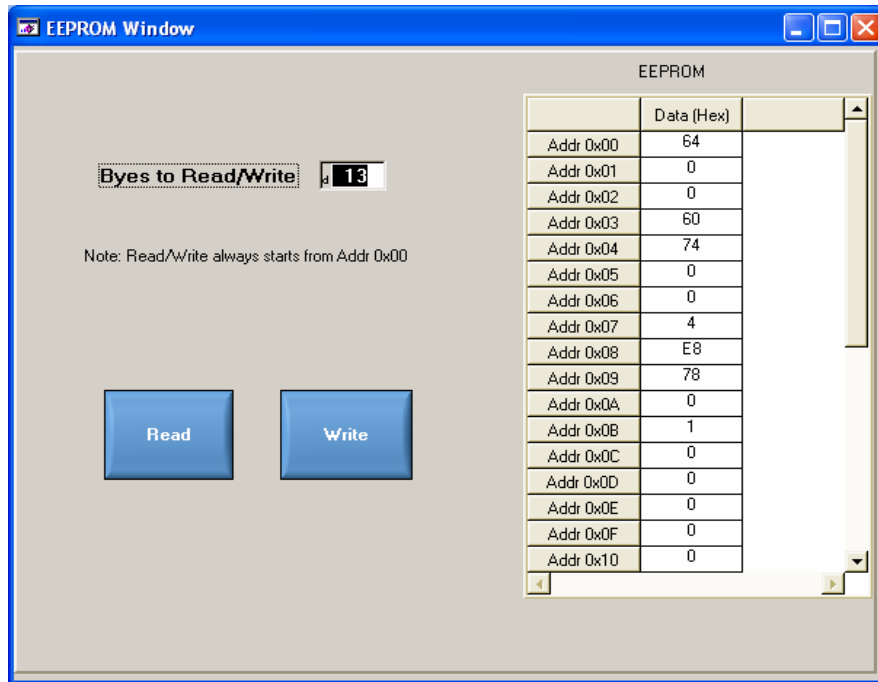 EEPROM Window
EEPROM
Data (Hex)
Addr 0x00 64
Addr 0x01 0
Addr 0x02 0
Addr 0x03 60
Addr 0x04 74
Addr 0x05 0
Addr 0x06 0
Addr 0x07 4
Addr 0x08 E8
Addr 0x09 78
Addr 0x0A 0
Addr 0x0B 1
Addr 0x0C 0
Addr 0x0D 0
Addr 0x0E 0
Addr 0x0F 0
Addr 0x10 0
Byes to Read/Write d 13
Note: Read/Write always starts from Addr 0x00
Read Write